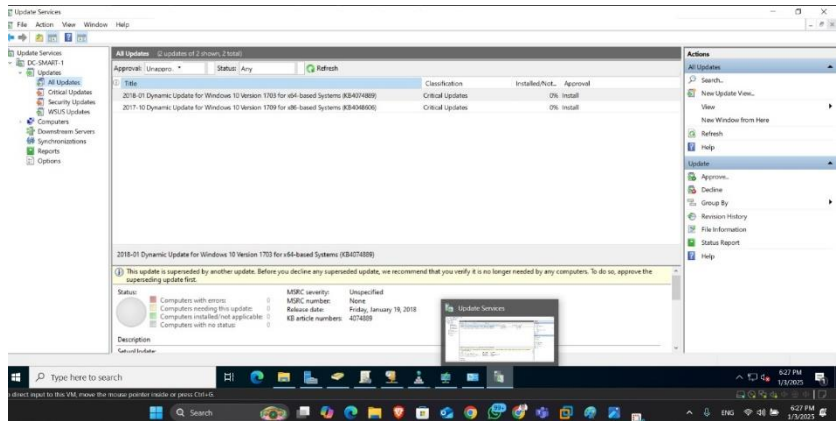 Update Services
File Action View Window Help
Update Services
DC-SMART-1
Updates
All Updates
Critical Updates
Security Updates
WSUS Updates
Computers
Downstream Servers
Synchronizations
Reports
Options
All Updates (2 updates of 2 shown, 2 total)
Approval: Unappro. Status: Any Refresh
Title Classification Installed/Not... Approval
2018-01 Dynamic Update for Windows 10 Version 1703 for x64-based Systems (KB4074889) Critical Updates 0% Install
2017-10 Dynamic Update for Windows 10 Version 1709 for x86-based Systems (KB4048606) Critical Updates 0% Install
2018-01 Dynamic Update for Windows 10 Version 1703 for x64-based Systems (KB4074889)
This update is superseded by another update. Before you decline any superseded update, we recommend that you verify it is no longer needed by any computers. To do so, approve the
superseding update first.
Status:
Computers with errors: 0
Computers needing this update: 0
Computers installed/not applicable: 0
Computers with no status: 0
MSRC severity: Unspecified
MSRC number: None
Release date: Friday, January 19, 2018
KB article numbers: 4074889
Description
SetupUpdate:
Actions
All Updates
Search...
New Update View...
View
New Window from Here
Refresh
Help
Update
Approve...
Decline
Group By
Revision History
File Information
Status Report
Help
Update Services
Type here to search
6:27 PM
1/3/2025
direct input to this VM, move the mouse pointer inside or press Ctrl+G.
Search
99+
ENG
6:27 PM
1/3/2025